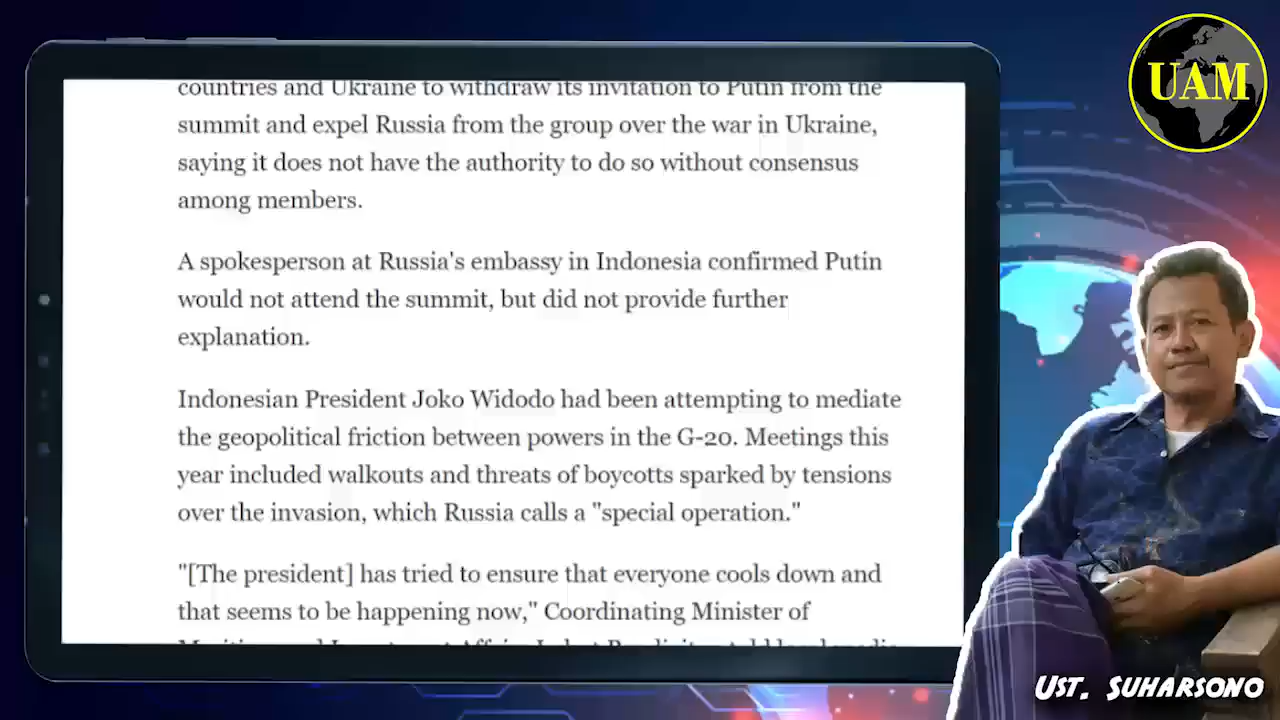 countries and Ukraine to withdraw its invitation to Putin from the
summit and expel Russia from the group over the war in Ukraine,
saying it does not have the authority to do so without consensus
among members.
A spokesperson at Russia's embassy in Indonesia confirmed Putin
would not attend the summit, but did not provide further
explanation.
Indonesian President Joko Widodo had been attempting to mediate
the geopolitical friction between powers in the G-20. Meetings this
year included walkouts and threats of boycotts sparked by tensions
over the invasion, which Russia calls a "special operation."
"[The president] has tried to ensure that everyone cools down and
that seems to be happening now," Coordinating Minister of
UAM
Ust. Suharsono